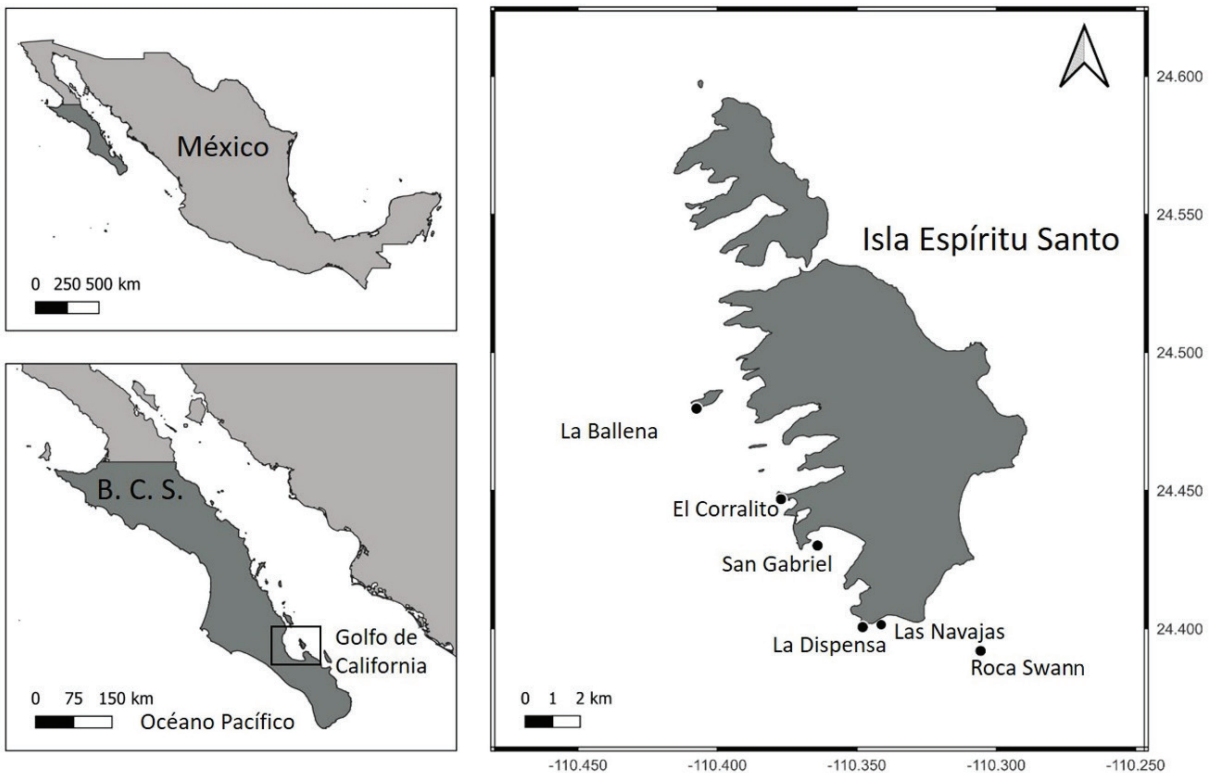 México
0 250 500 km
B. C. S.
Golfo de
California
0 75 150 km
Océano Pacífico
Isla Espíritu Santo
La Ballena
El Corralito
San Gabriel
La Dispensa
Las Navajas
Roca Swann
0 1 2 km
24.600
24.550
24.500
24.450
24.400
-110.450 -110.400 -110.350 -110.300 -110.250